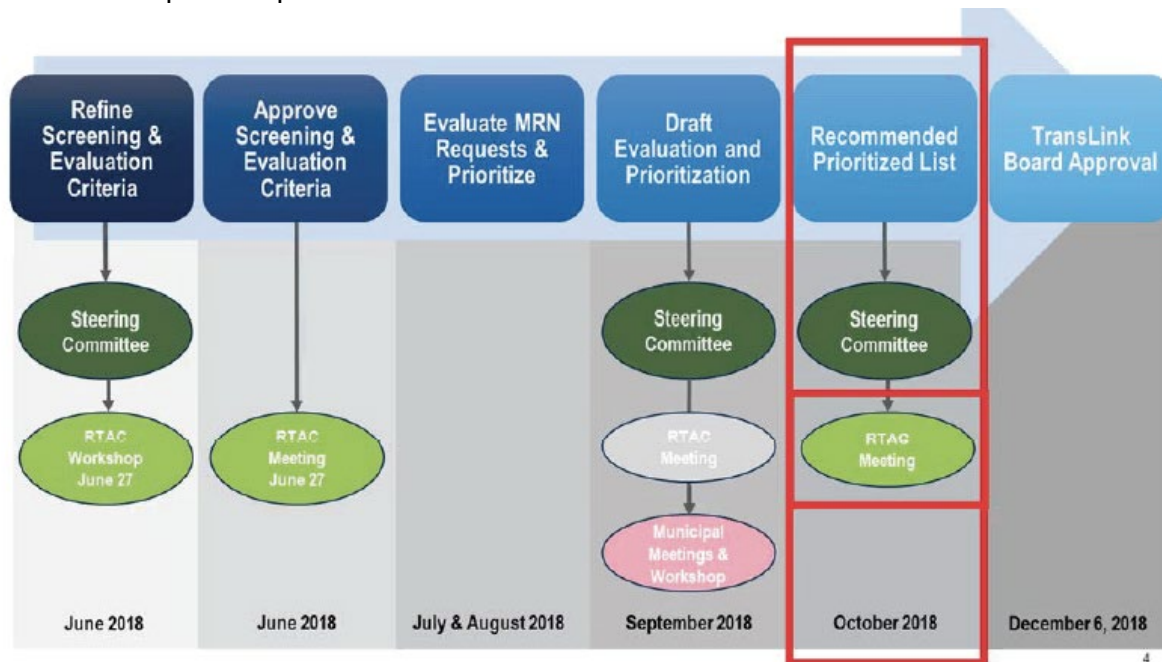 Refine
Screening &
Evaluation
Criteria
Approve
Screening &
Evaluation
Criteria
Evaluate MRN
Requests &
Prioritize
Draft
Evaluation and
Prioritization
Recommended
Prioritized List
TransLink
Board Approval
Steering
Committee
Steering
Committee
Steering
Committee
RTAC
Workshop
June 27
RTAC
Meeting
June 27
RTAC
Meeting
RTAC
Meeting
Municipal
Meetings &
Workshop
June 2018
June 2018
July & August 2018
September 2018
October 2018
December 6, 2018
4